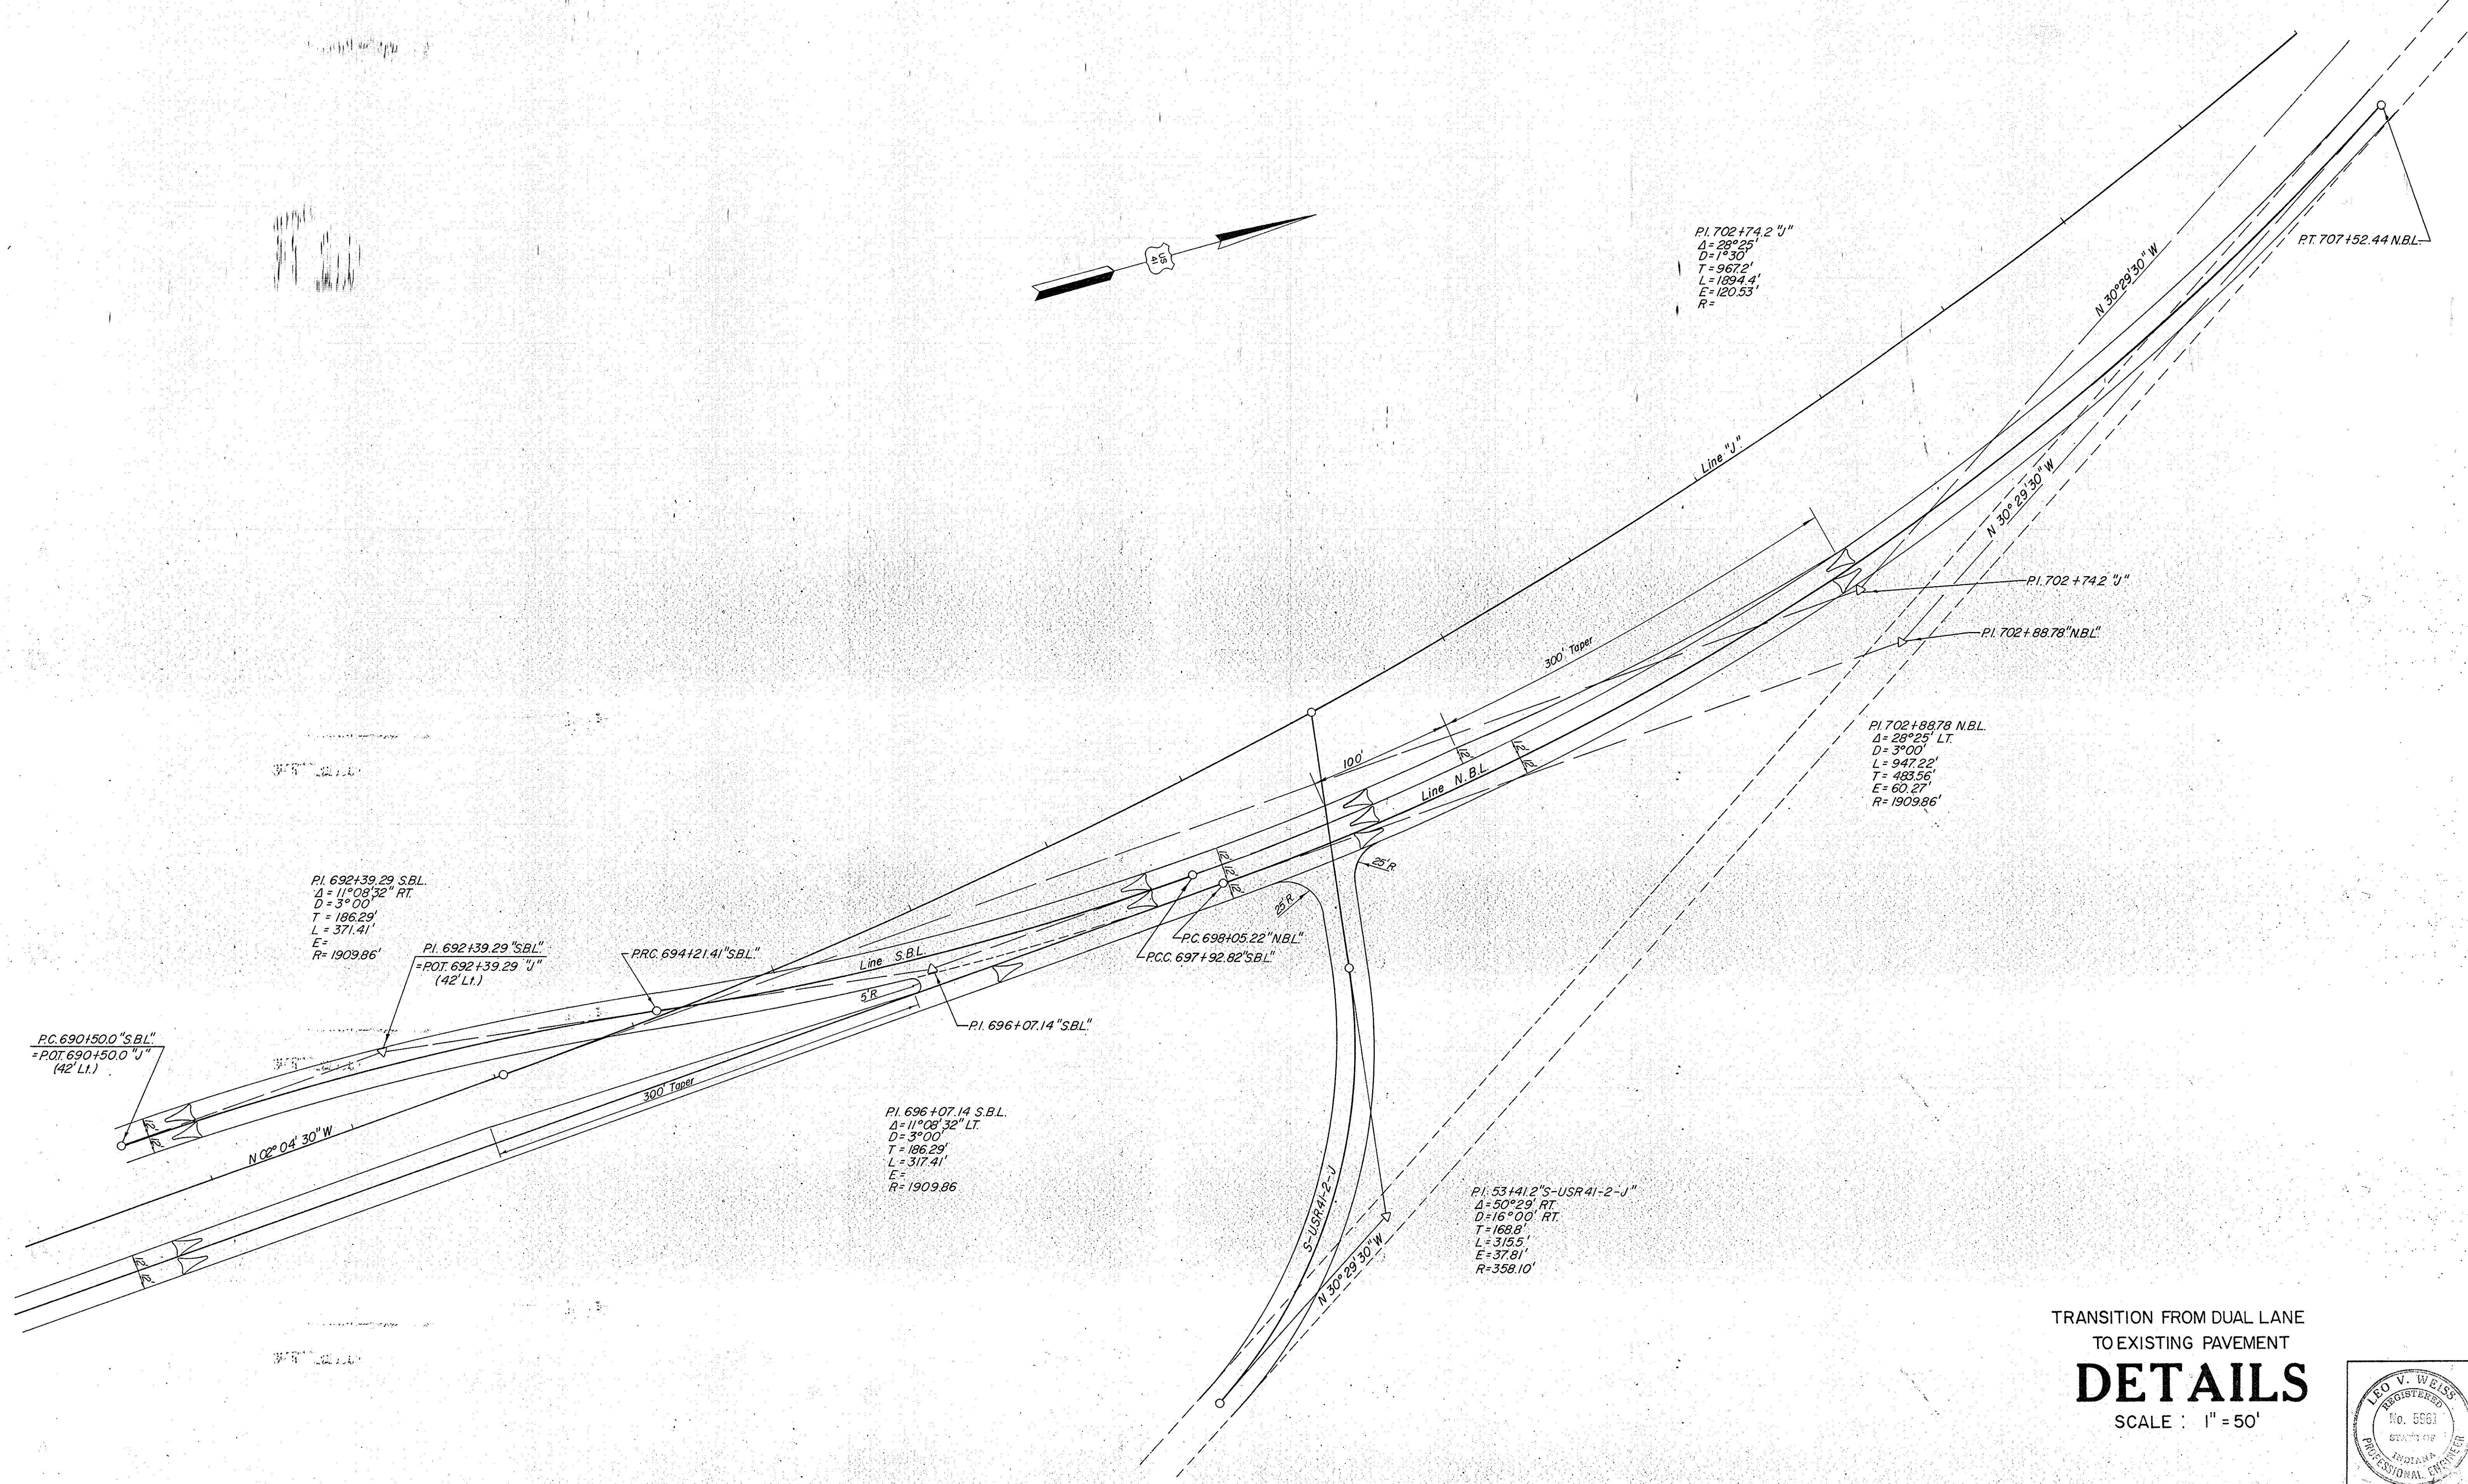 P.I. 702+74.2 "J"
Δ= 28°25'
D= 1°30'
T = 967.2'
L = 1894.4'
E= 120.53'
R =
P.T. 707+52.44 N.B.L.
N 30°29'30" W
US
41
Line "J"
N 30°29'30" W
P.I. 702+74.2 "J"
P.I. 702+88.78 "N.B.L."
300' Taper
100'
12'
12'
12'
Line N.B.L.
P.I. 702+88.78 N.B.L.
Δ= 28°25' LT.
D= 3°00'
L = 947.22'
T = 483.56'
E = 60.27'
R= 1909.86'
12'
12'
12'
25'R
25'R
P.I. 692+39.29 S.B.L.
Δ = 11°08'32" RT.
D = 3°00'
T = 186.29'
L = 371.41'
E =
R= 1909.86'
P.I. 692+39.29 "S.B.L."
=P.O.T. 692+39.29 "J"
(42' Lt.)
P.R.C. 694+21.41 "S.B.L."
Line S.B.L.
P.C. 698+05.22 "N.B.L."
P.C.C. 697+92.82 "S.B.L."
5'R
P.I. 696+07.14 "S.B.L."
P.C. 690+50.0 "S.B.L."
=P.O.T. 690+50.0 "J"
(42' Lt.)
12'
12'
N 02° 04' 30" W
300' Taper
P.I. 696+07.14 S.B.L.
Δ= 11°08'32" LT.
D= 3°00'
T = 186.29'
L = 317.41'
E =
R= 1909.86
12'
12'
S-USR41-2-J
N 30° 29' 30" W
P.I. 53+41.2 "S-USR41-2-J"
Δ= 50°29' RT.
D=16°00' RT.
T=168.8'
L=315.5'
E=37.81'
R=358.10'
TRANSITION FROM DUAL LANE
TO EXISTING PAVEMENT
DETAILS
SCALE : 1" = 50'
LEO V. WEISS
REGISTERED
No. 5961
STATE OF
INDIANA
PROFESSIONAL ENGINEER